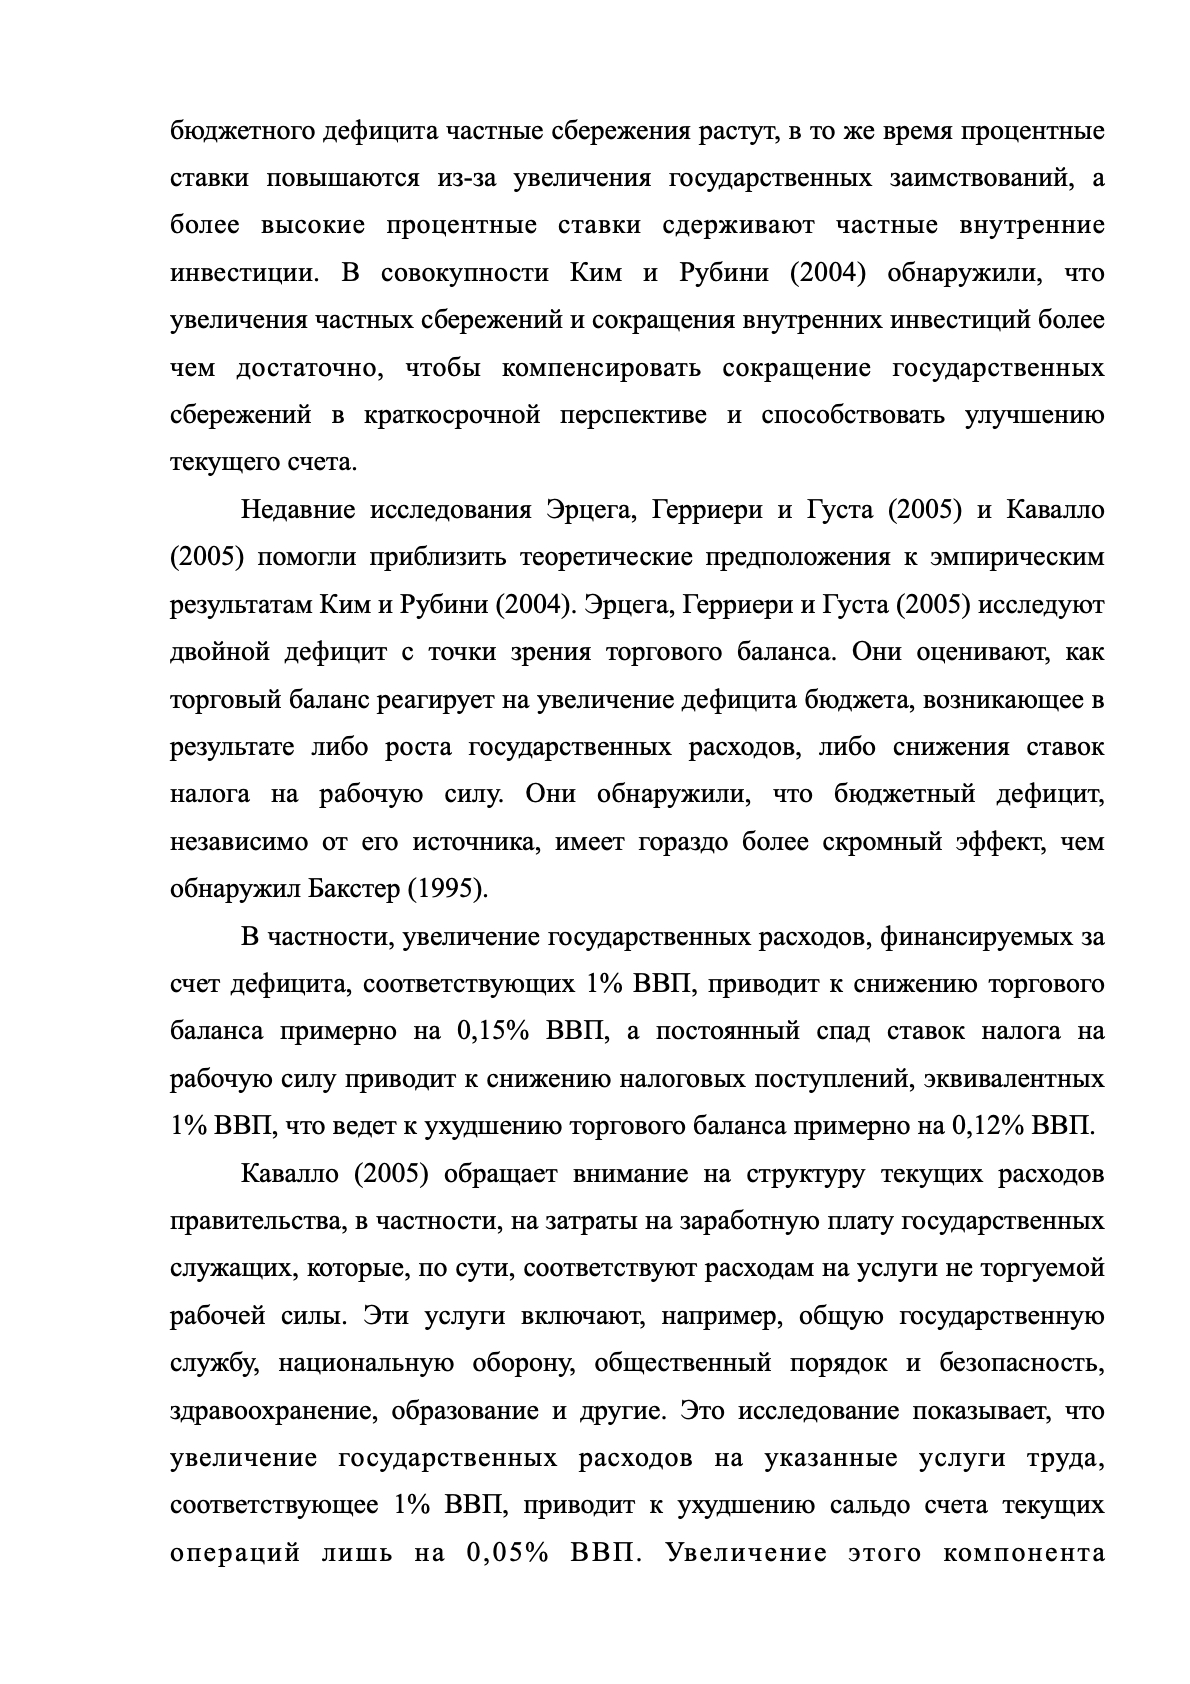 бюджетного дефицита частные сбережения растут, в то же время процентные
ставки повышаются из-за увеличения государственных заимствований, а
более высокие процентные ставки сдерживают частные внутренние
инвестиции. В совокупности Ким и Рубини (2004) обнаружили, что
увеличения частных сбережений и сокращения внутренних инвестиций более
чем достаточно, чтобы компенсировать сокращение государственных
сбережений в краткосрочной перспективе и способствовать улучшению
текущего счета.
Недавние исследования Эрцега, Герриери и Густа (2005) и Кавалло
(2005) помогли приблизить теоретические предположения к эмпирическим
результатам Ким и Рубини (2004). Эрцега, Герриери и Густа (2005) исследуют
двойной дефицит с точки зрения торгового баланса. Они оценивают, как
торговый баланс реагирует на увеличение дефицита бюджета, возникающее в
результате либо роста государственных расходов, либо снижения ставок
налога на рабочую силу. Они обнаружили, что бюджетный дефицит,
независимо от его источника, имеет гораздо более скромный эффект, чем
обнаружил Бакстер (1995).
В частности, увеличение государственных расходов, финансируемых за
счет дефицита, соответствующих 1% ВВП, приводит к снижению торгового
баланса примерно на 0,15% ВВП, а постоянный спад ставок налога на
рабочую силу приводит к снижению налоговых поступлений, эквивалентных
1% ВВП, что ведет к ухудшению торгового баланса примерно на 0,12% ВВП.
Кавалло (2005) обращает внимание на структуру текущих расходов
правительства, в частности, на затраты на заработную плату государственных
служащих, которые, по сути, соответствуют расходам на услуги не торгуемой
рабочей силы. Эти услуги включают, например, общую государственную
службу, национальную оборону, общественный порядок и безопасность,
здравоохранение, образование и другие. Это исследование показывает, что
увеличение государственных расходов на указанные услуги труда,
соответствующее 1% ВВП, приводит к ухудшению сальдо счета текущих
операций лишь на 0,05% ВВП. Увеличение этого компонента